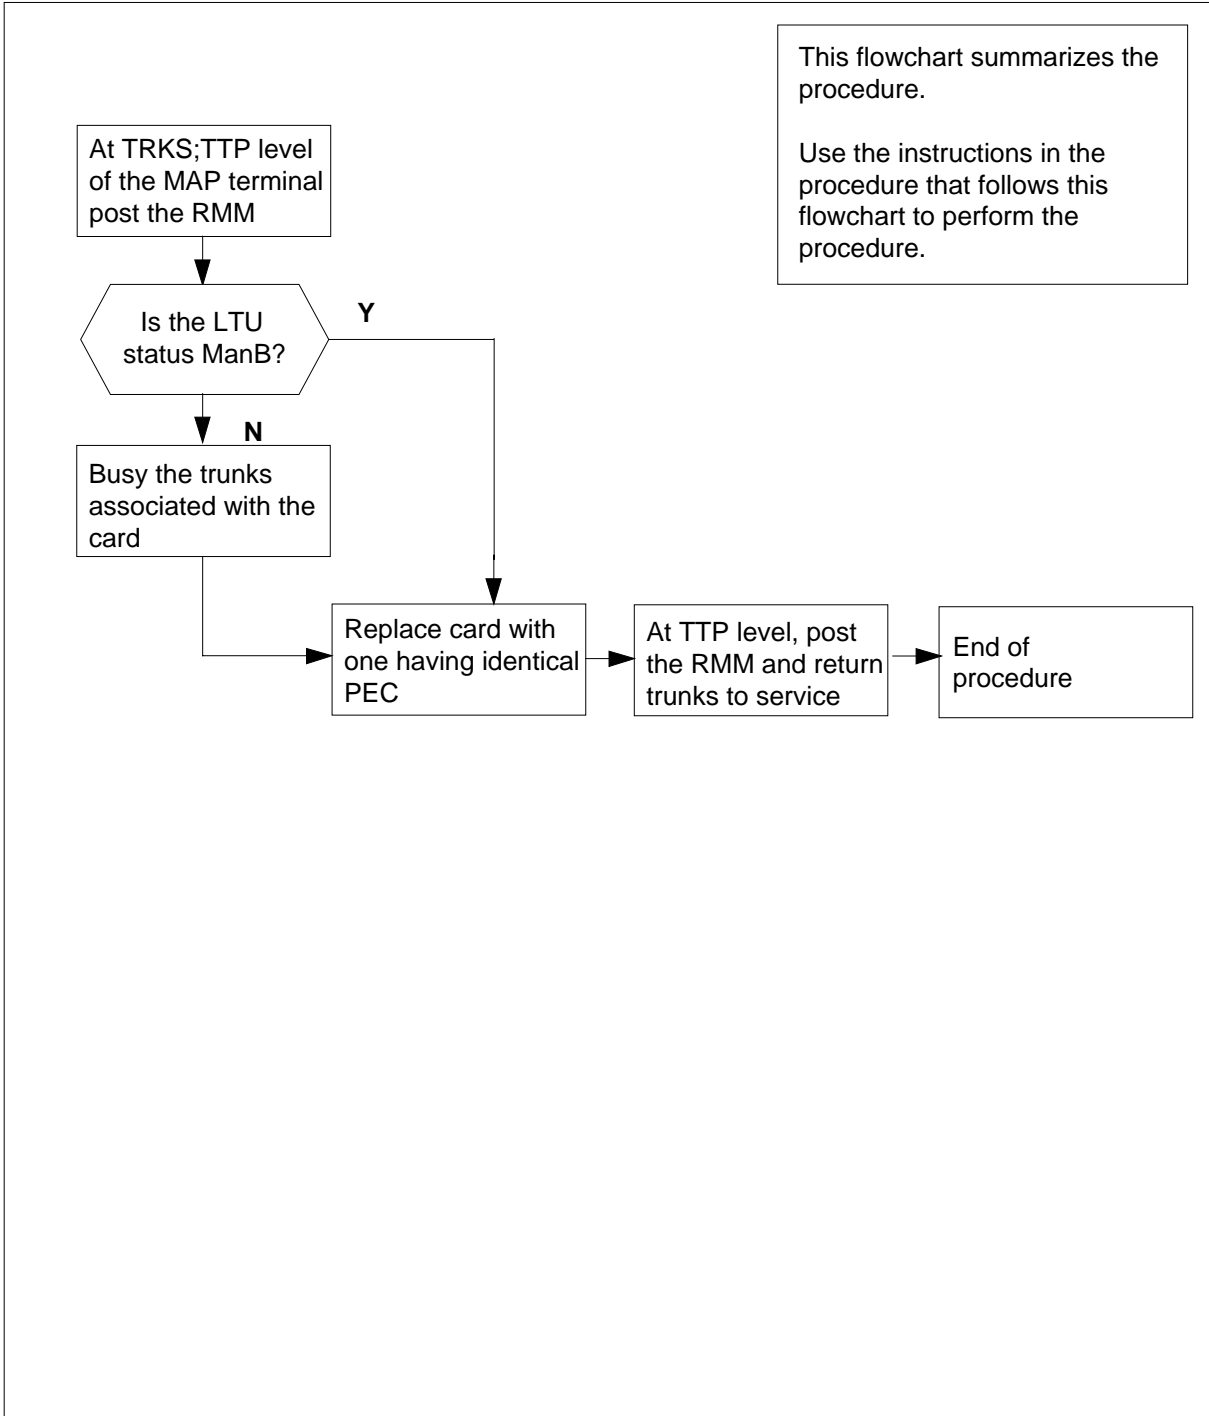 This flowchart summarizes the
procedure.
Use the instructions in the
procedure that follows this
flowchart to perform the
procedure.
At TRKS;TTP level
of the MAP terminal
post the RMM
Is the LTU
status ManB?
Y
N
Busy the trunks
associated with the
card
Replace card with
one having identical
PEC
At TTP level, post
the RMM and return
trunks to service
End of
procedure